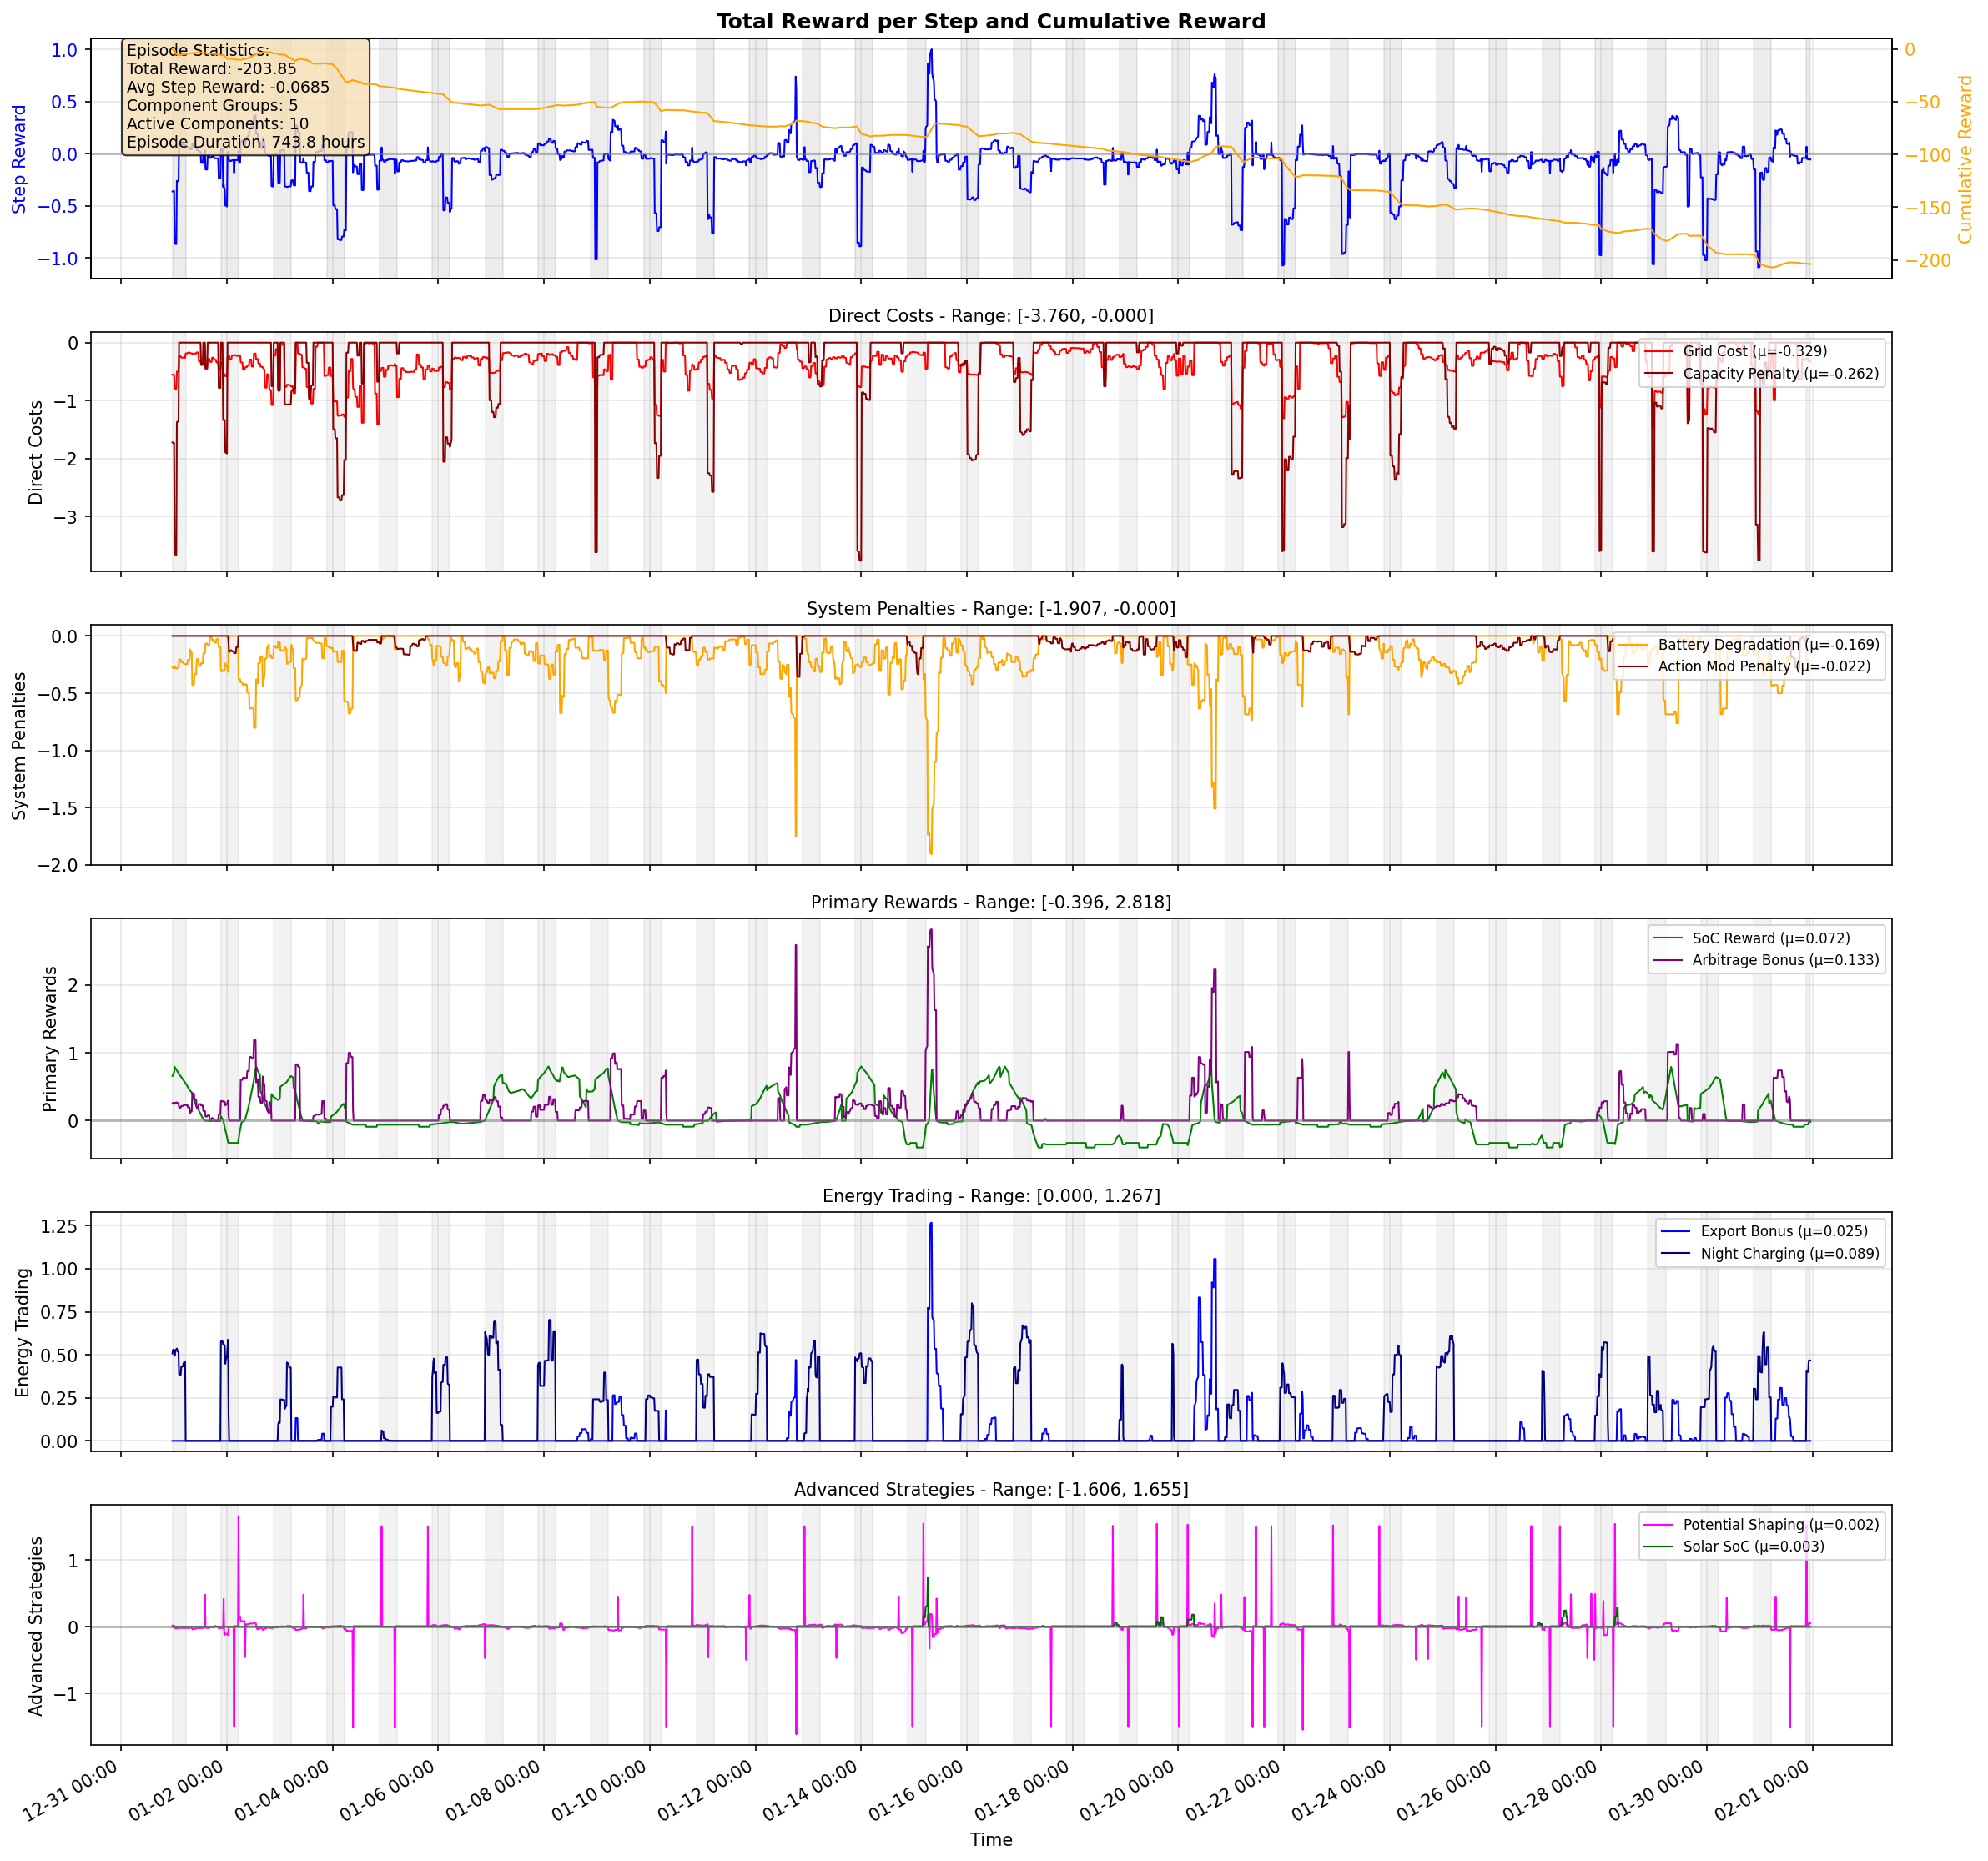 Total Reward per Step and Cumulative Reward
Episode Statistics:
Total Reward: -203.85
Avg Step Reward: -0.0685
Component Groups: 5
Active Components: 10
Episode Duration: 743.8 hours
Step Reward
1.0
0.5
0.0
−0.5
−1.0
Cumulative Reward
0
−50
−100
−150
−200
Direct Costs - Range: [-3.760, -0.000]
Direct Costs
0
−1
−2
−3
Grid Cost (μ=-0.329)
Capacity Penalty (μ=-0.262)
System Penalties - Range: [-1.907, -0.000]
System Penalties
0.0
−0.5
−1.0
−1.5
−2.0
Battery Degradation (μ=-0.169)
Action Mod Penalty (μ=-0.022)
Primary Rewards - Range: [-0.396, 2.818]
Primary Rewards
2
1
0
SoC Reward (μ=0.072)
Arbitrage Bonus (μ=0.133)
Energy Trading - Range: [0.000, 1.267]
Energy Trading
1.25
1.00
0.75
0.50
0.25
0.00
Export Bonus (μ=0.025)
Night Charging (μ=0.089)
Advanced Strategies - Range: [-1.606, 1.655]
Advanced Strategies
1
0
−1
Potential Shaping (μ=0.002)
Solar SoC (μ=0.003)
12-31 00:00
01-02 00:00
01-04 00:00
01-06 00:00
01-08 00:00
01-10 00:00
01-12 00:00
01-14 00:00
01-16 00:00
01-18 00:00
01-20 00:00
01-22 00:00
01-24 00:00
01-26 00:00
01-28 00:00
01-30 00:00
02-01 00:00
Time